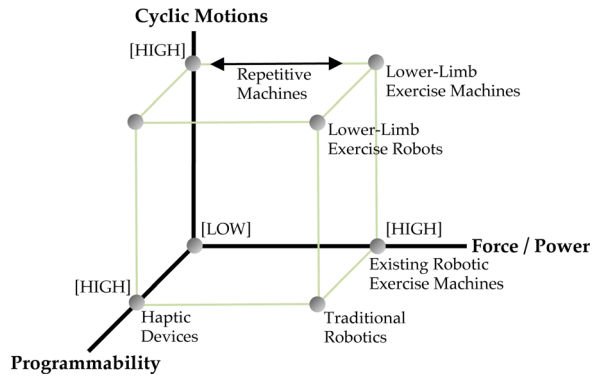 Cyclic Motions
[HIGH]
Repetitive
Machines
Lower-Limb
Exercise Machines
Lower-Limb
Exercise Robots
[LOW]
[HIGH]
Force / Power
Existing Robotic
Exercise Machines
[HIGH]
Haptic
Devices
Traditional
Robotics
Programmability